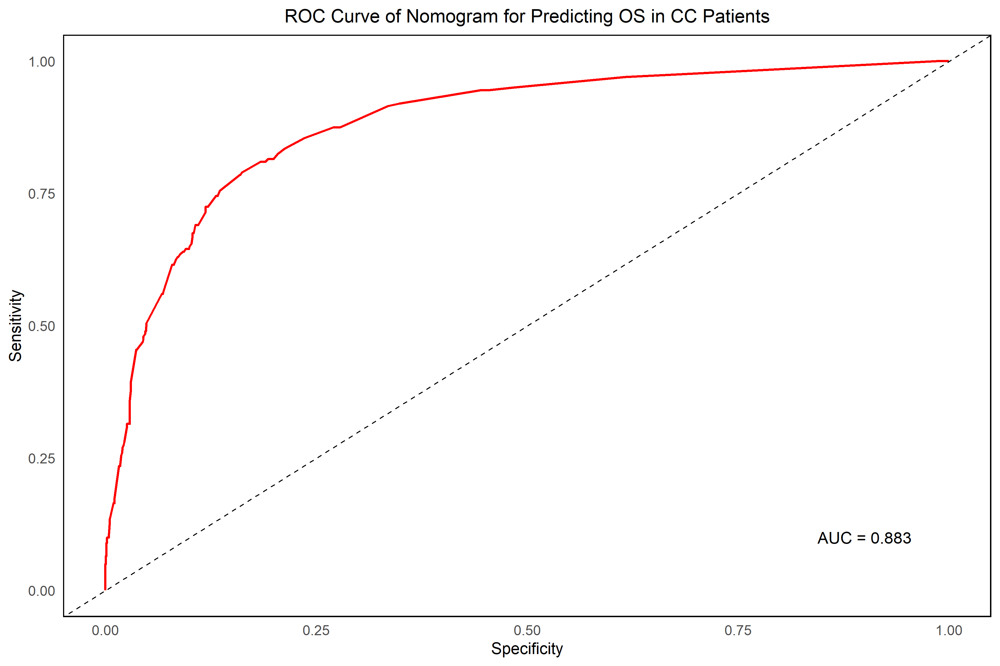 ROC Curve of Nomogram for Predicting OS in CC Patients
1.00
0.75
0.50
0.25
0.00
Sensitivity
AUC = 0.883
0.00 0.25 0.50 0.75 1.00
Specificity